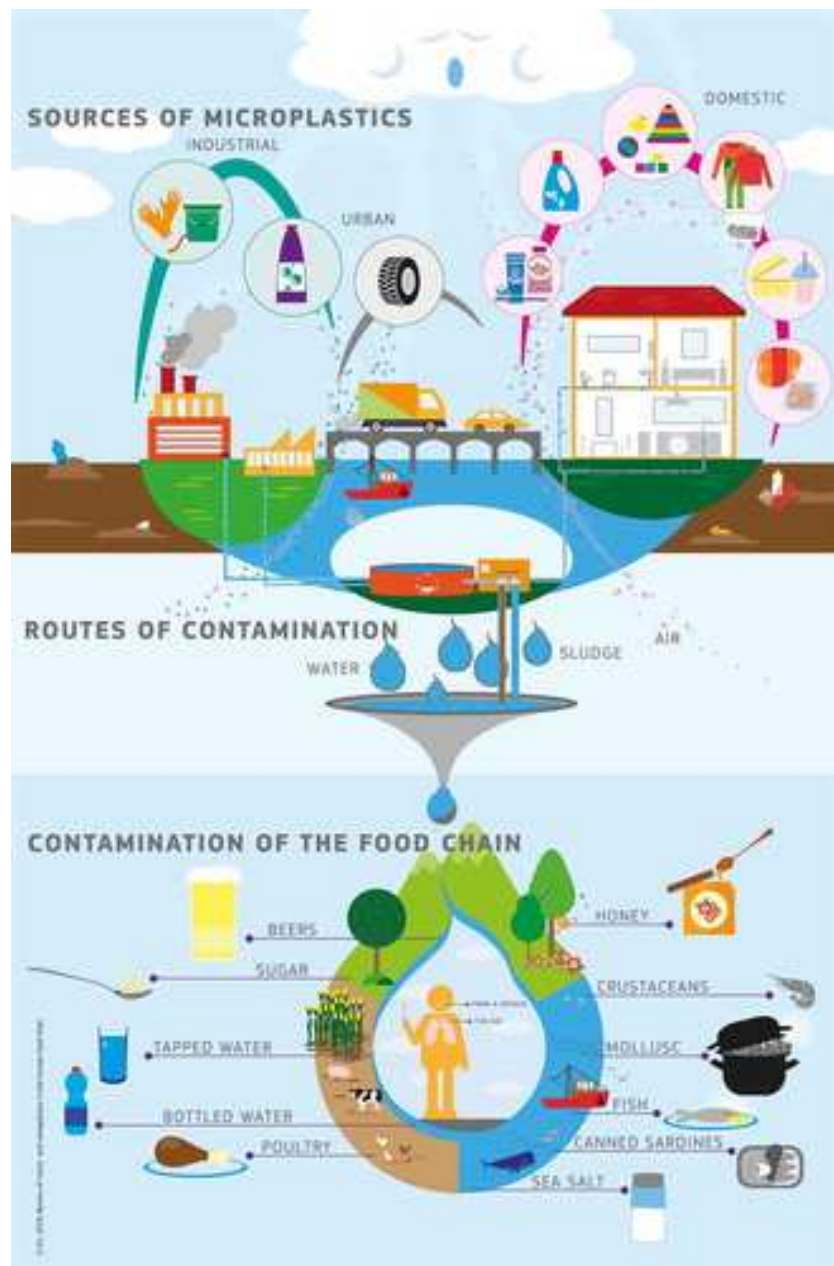 SOURCES OF MICROPLASTICS
INDUSTRIAL
URBAN
DOMESTIC
ROUTES OF CONTAMINATION
WATER
SLUDGE
AIR
CONTAMINATION OF THE FOOD CHAIN
BEERS
SUGAR
TAPPED WATER
BOTTLED WATER
POULTRY
HONEY
CRUSTACEANS
MOLLUSC
FISH
CANNED SARDINES
SEA SALT